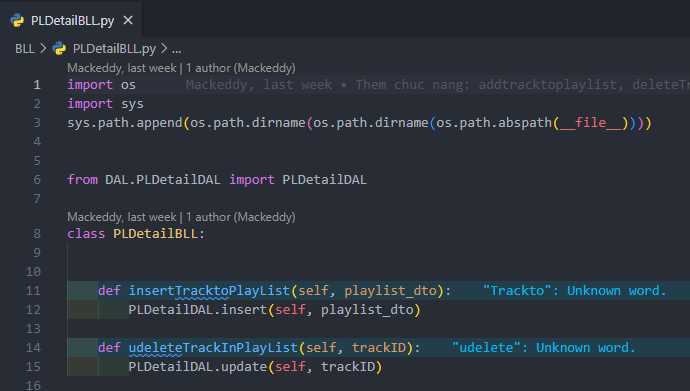 PLDetailBLL.py ×
BLL > PLDetailBLL.py > ...
Mackeddy, last week | 1 author (Mackeddy)
1 import os Mackeddy, last week • Them chuc nang: addtracktoplaylist, deleteTr
2 import sys
3 sys.path.append(os.path.dirname(os.path.dirname(os.path.abspath(__file__))))
4
5
6 from DAL.PLDetailDAL import PLDetailDAL
7
Mackeddy, last week | 1 author (Mackeddy)
8 class PLDetailBLL:
9
10
11 def insertTracktoPlayList(self, playlist_dto): "Trackto": Unknown word.
12 PLDetailDAL.insert(self, playlist_dto)
13
14 def udeleteTrackInPlayList(self, trackID): "udelete": Unknown word.
15 PLDetailDAL.update(self, trackID)
16